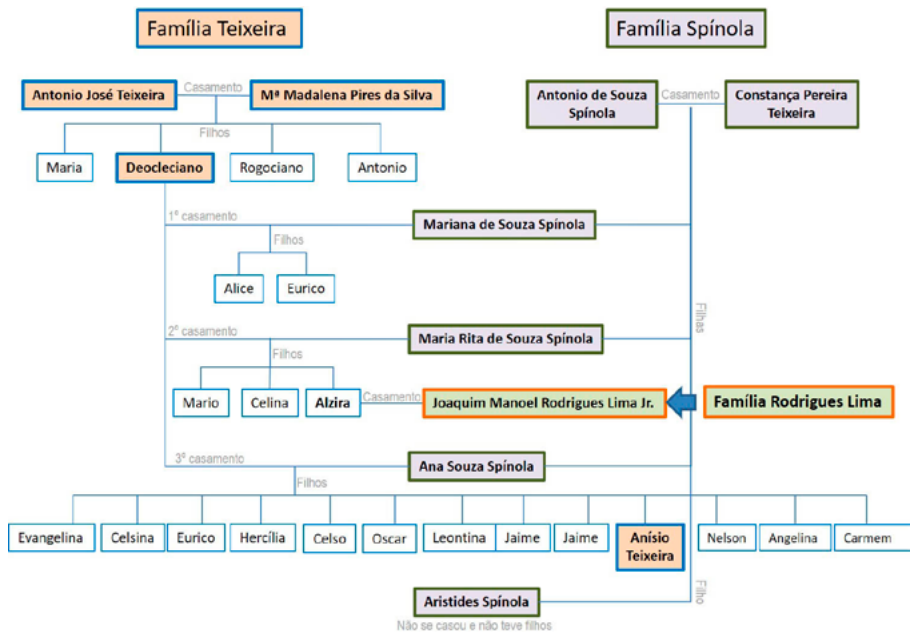 Família Teixeira
Família Spínola
Antonio José Teixeira
Casamento
Mª Madalena Pires da Silva
Antonio de Souza
Spínola
Casamento
Constança Pereira
Teixeira
Filhos
Maria
Deocleciano
Rogociano
Antonio
1º casamento
Mariana de Souza Spínola
Filhos
Alice
Eurico
Filhas
2º casamento
Maria Rita de Souza Spínola
Filhos
Mario
Celina
Alzira
Casamento
Joaquim Manoel Rodrigues Lima Jr.
Família Rodrigues Lima
3º casamento
Ana Souza Spínola
Filhos
Evangelina
Celsina
Eurico
Hercília
Celso
Oscar
Leontina
Jaime
Jaime
Anísio
Teixeira
Nelson
Angelina
Carmem
Filho
Aristides Spínola
Não se casou e não teve filhos